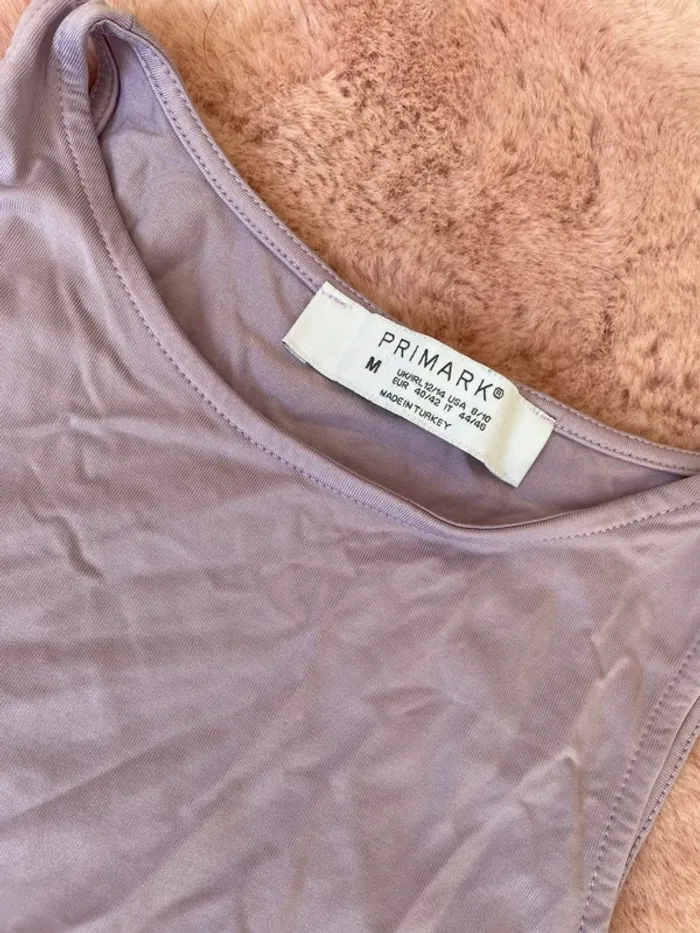 PRIMARK®
M
UK/IRL 12/14 USA 8/10
EUR 40/42 IT 44/46
MADE IN TURKEY